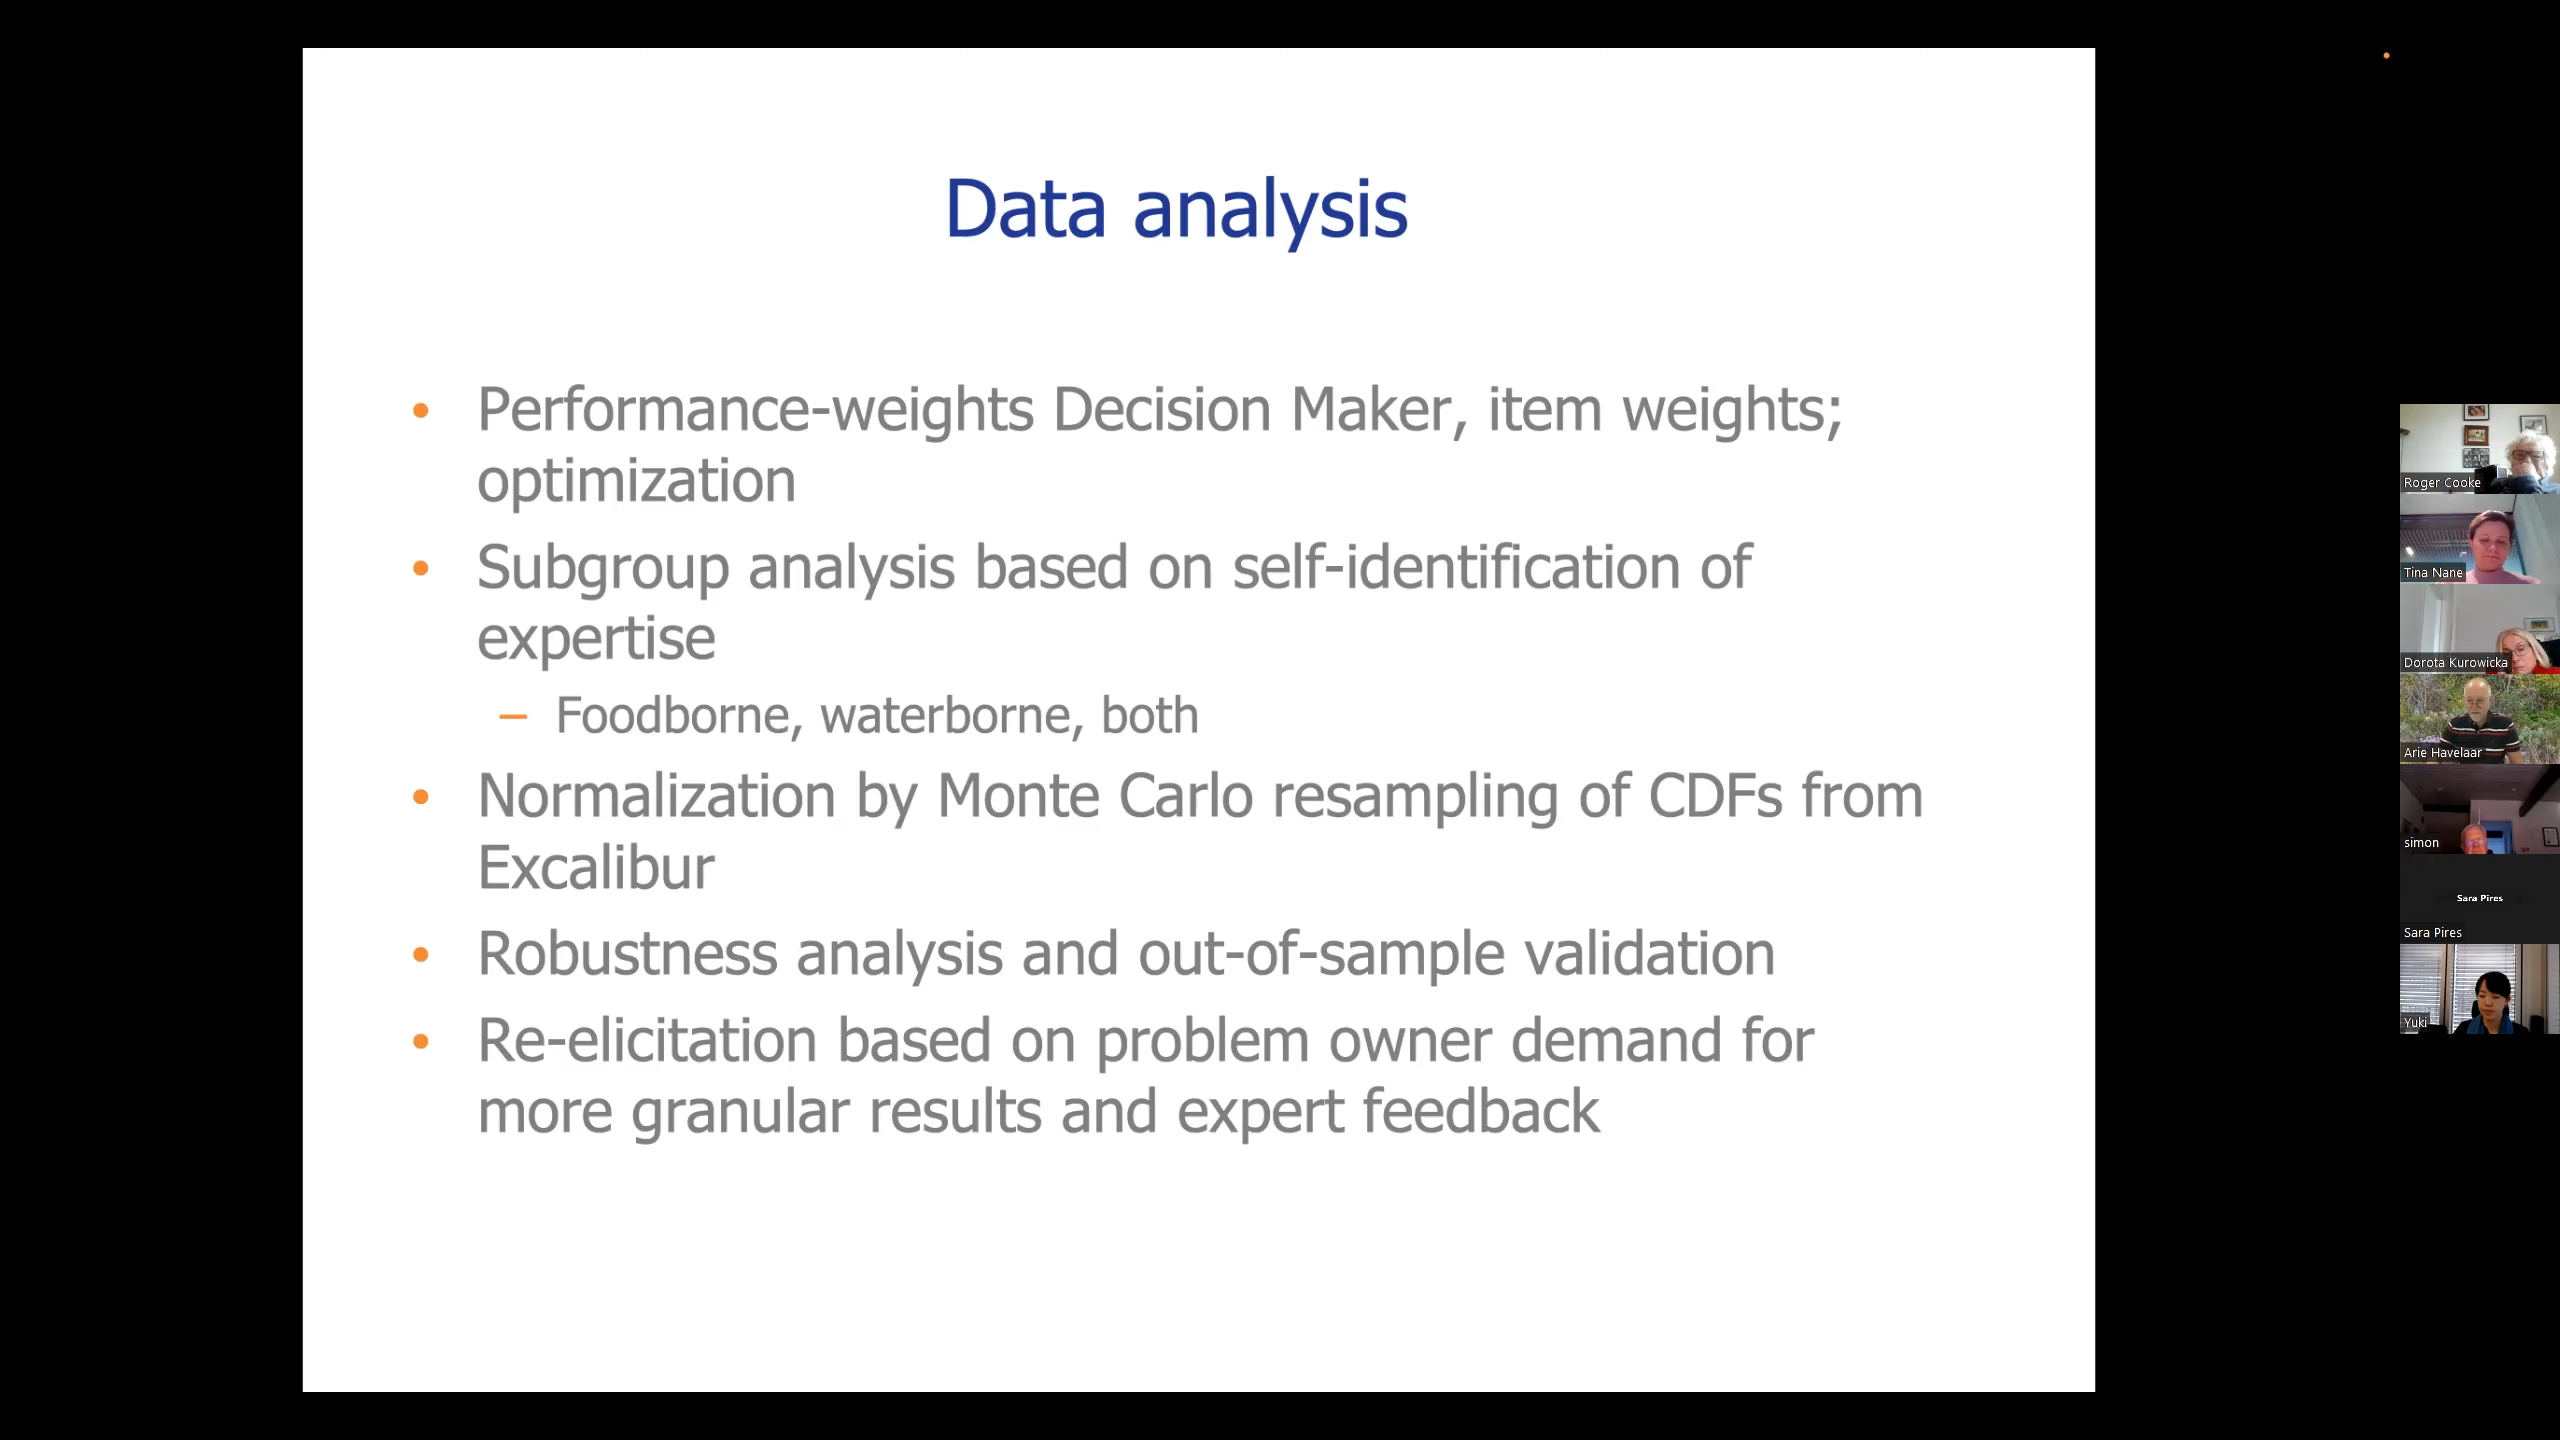 Data analysis
• Performance-weights Decision Maker, item weights;
optimization
• Subgroup analysis based on self-identification of
expertise
– Foodborne, waterborne, both
• Normalization by Monte Carlo resampling of CDFs from
Excalibur
• Robustness analysis and out-of-sample validation
• Re-elicitation based on problem owner demand for
more granular results and expert feedback
Roger Cooke
Tina Nane
Dorota Kurowicka
Arie Havelaar
simon
Sara Pires
Sara Pires
Yuki